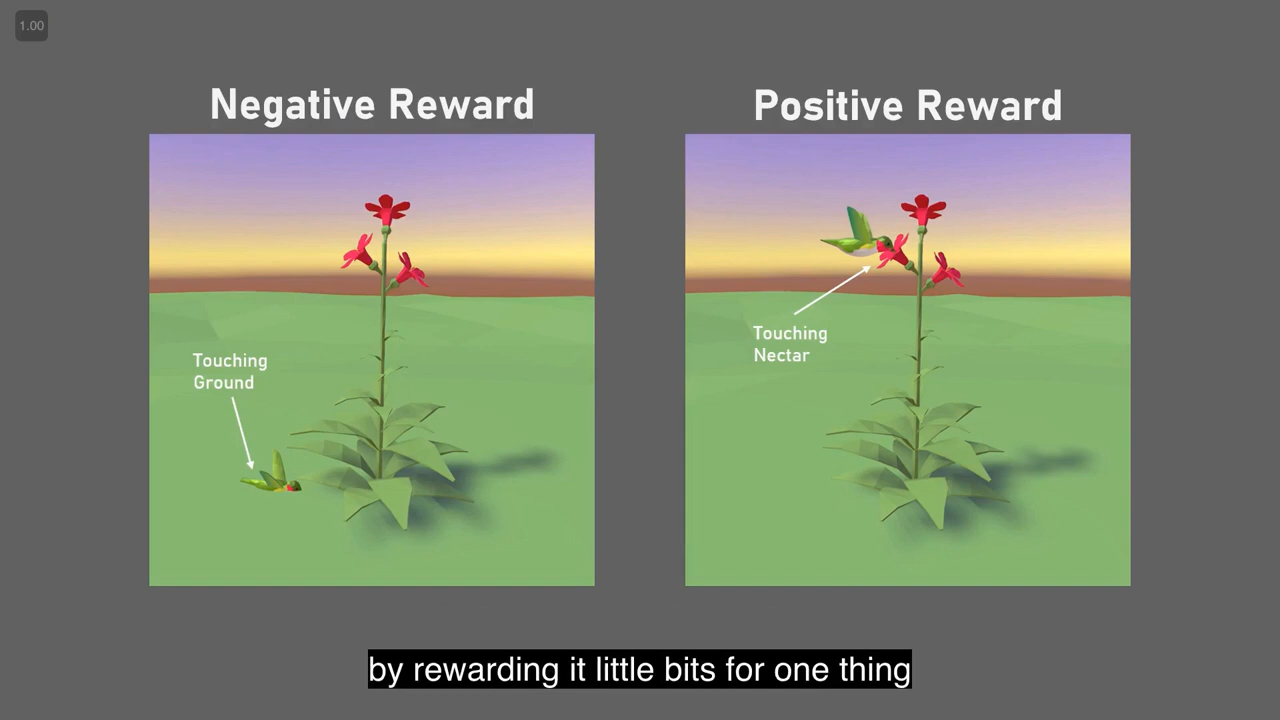 1.00
Negative Reward
Positive Reward
Touching
Ground
Touching
Nectar
by rewarding it little bits for one thing